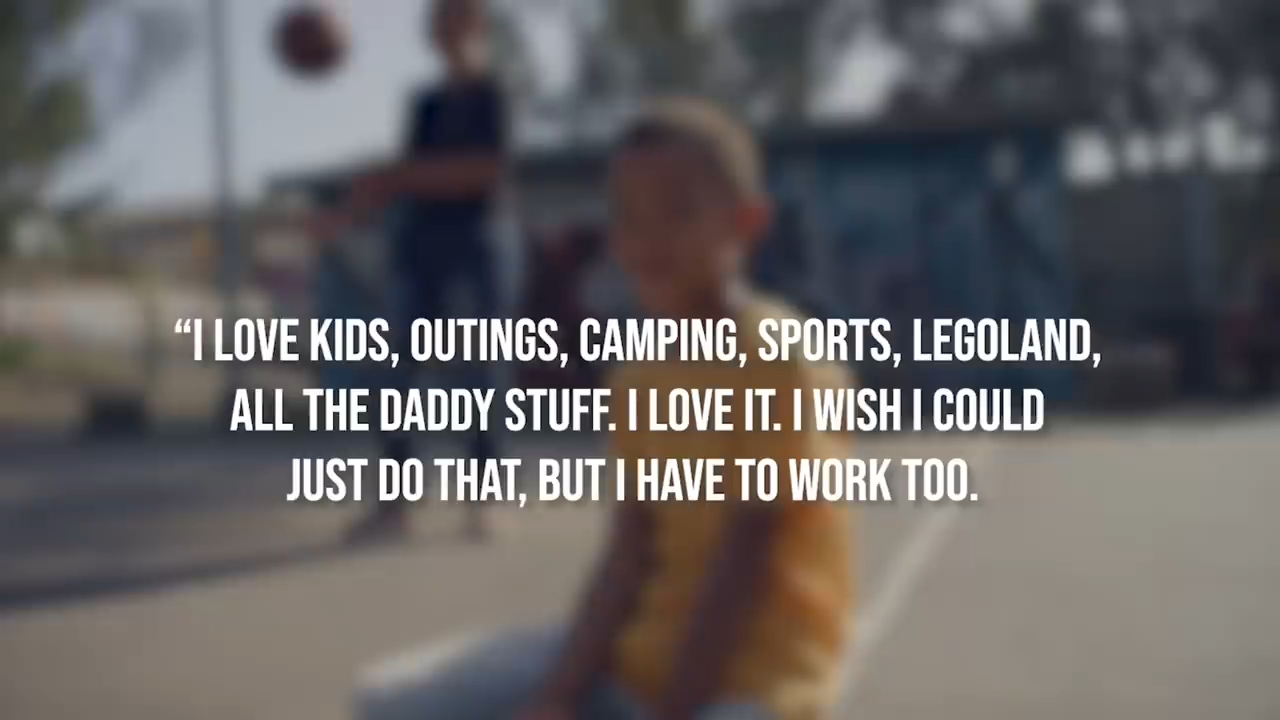 “I LOVE KIDS, OUTINGS, CAMPING, SPORTS, LEGOLAND,
ALL THE DADDY STUFF. I LOVE IT. I WISH I COULD
JUST DO THAT, BUT I HAVE TO WORK TOO.